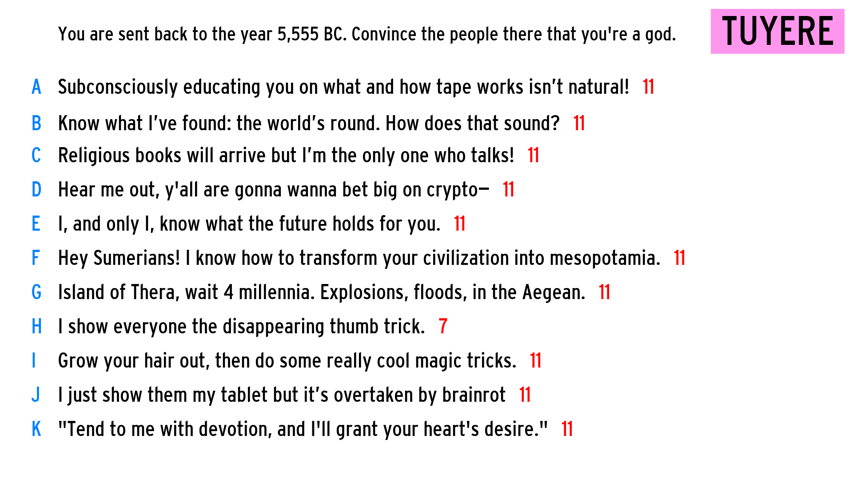 You are sent back to the year 5,555 BC. Convince the people there that you're a god.
TUYERE
A Subconsciously educating you on what and how tape works isn’t natural! 11
B Know what I’ve found: the world’s round. How does that sound? 11
C Religious books will arrive but I’m the only one who talks! 11
D Hear me out, y'all are gonna wanna bet big on crypto— 11
E I, and only I, know what the future holds for you. 11
F Hey Sumerians! I know how to transform your civilization into mesopotamia. 11
G Island of Thera, wait 4 millennia. Explosions, floods, in the Aegean. 11
H I show everyone the disappearing thumb trick. 7
I Grow your hair out, then do some really cool magic tricks. 11
J I just show them my tablet but it’s overtaken by brainrot 11
K "Tend to me with devotion, and I'll grant your heart's desire." 11